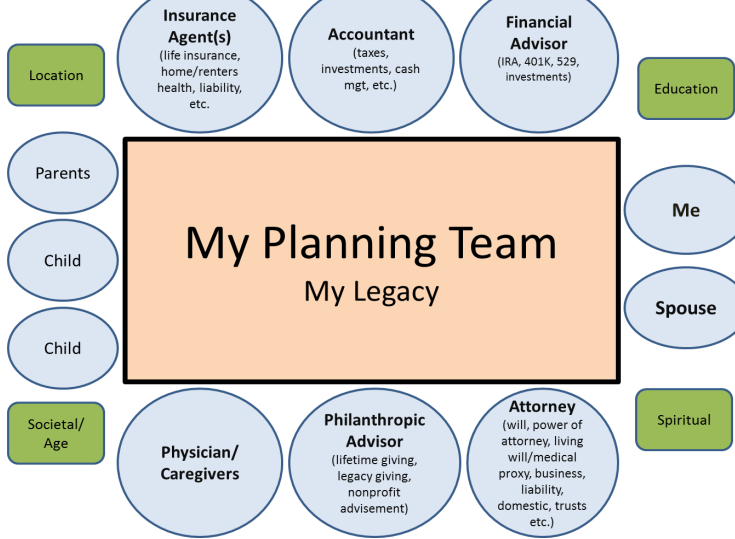 Insurance
Agent(s)
(life insurance,
home/renters
health, liability,
etc.
Accountant
(taxes,
investments, cash
mgt, etc.)
Financial
Advisor
(IRA, 401K, 529,
investments)
Location
Education
Parents
Child
Child
My Planning Team
My Legacy
Me
Spouse
Societal/
Age
Spiritual
Physician/
Caregivers
Philanthropic
Advisor
(lifetime giving,
legacy giving,
nonprofit
advisement)
Attorney
(will, power of
attorney, living
will/medical
proxy, business,
liability,
domestic, trusts
etc.)